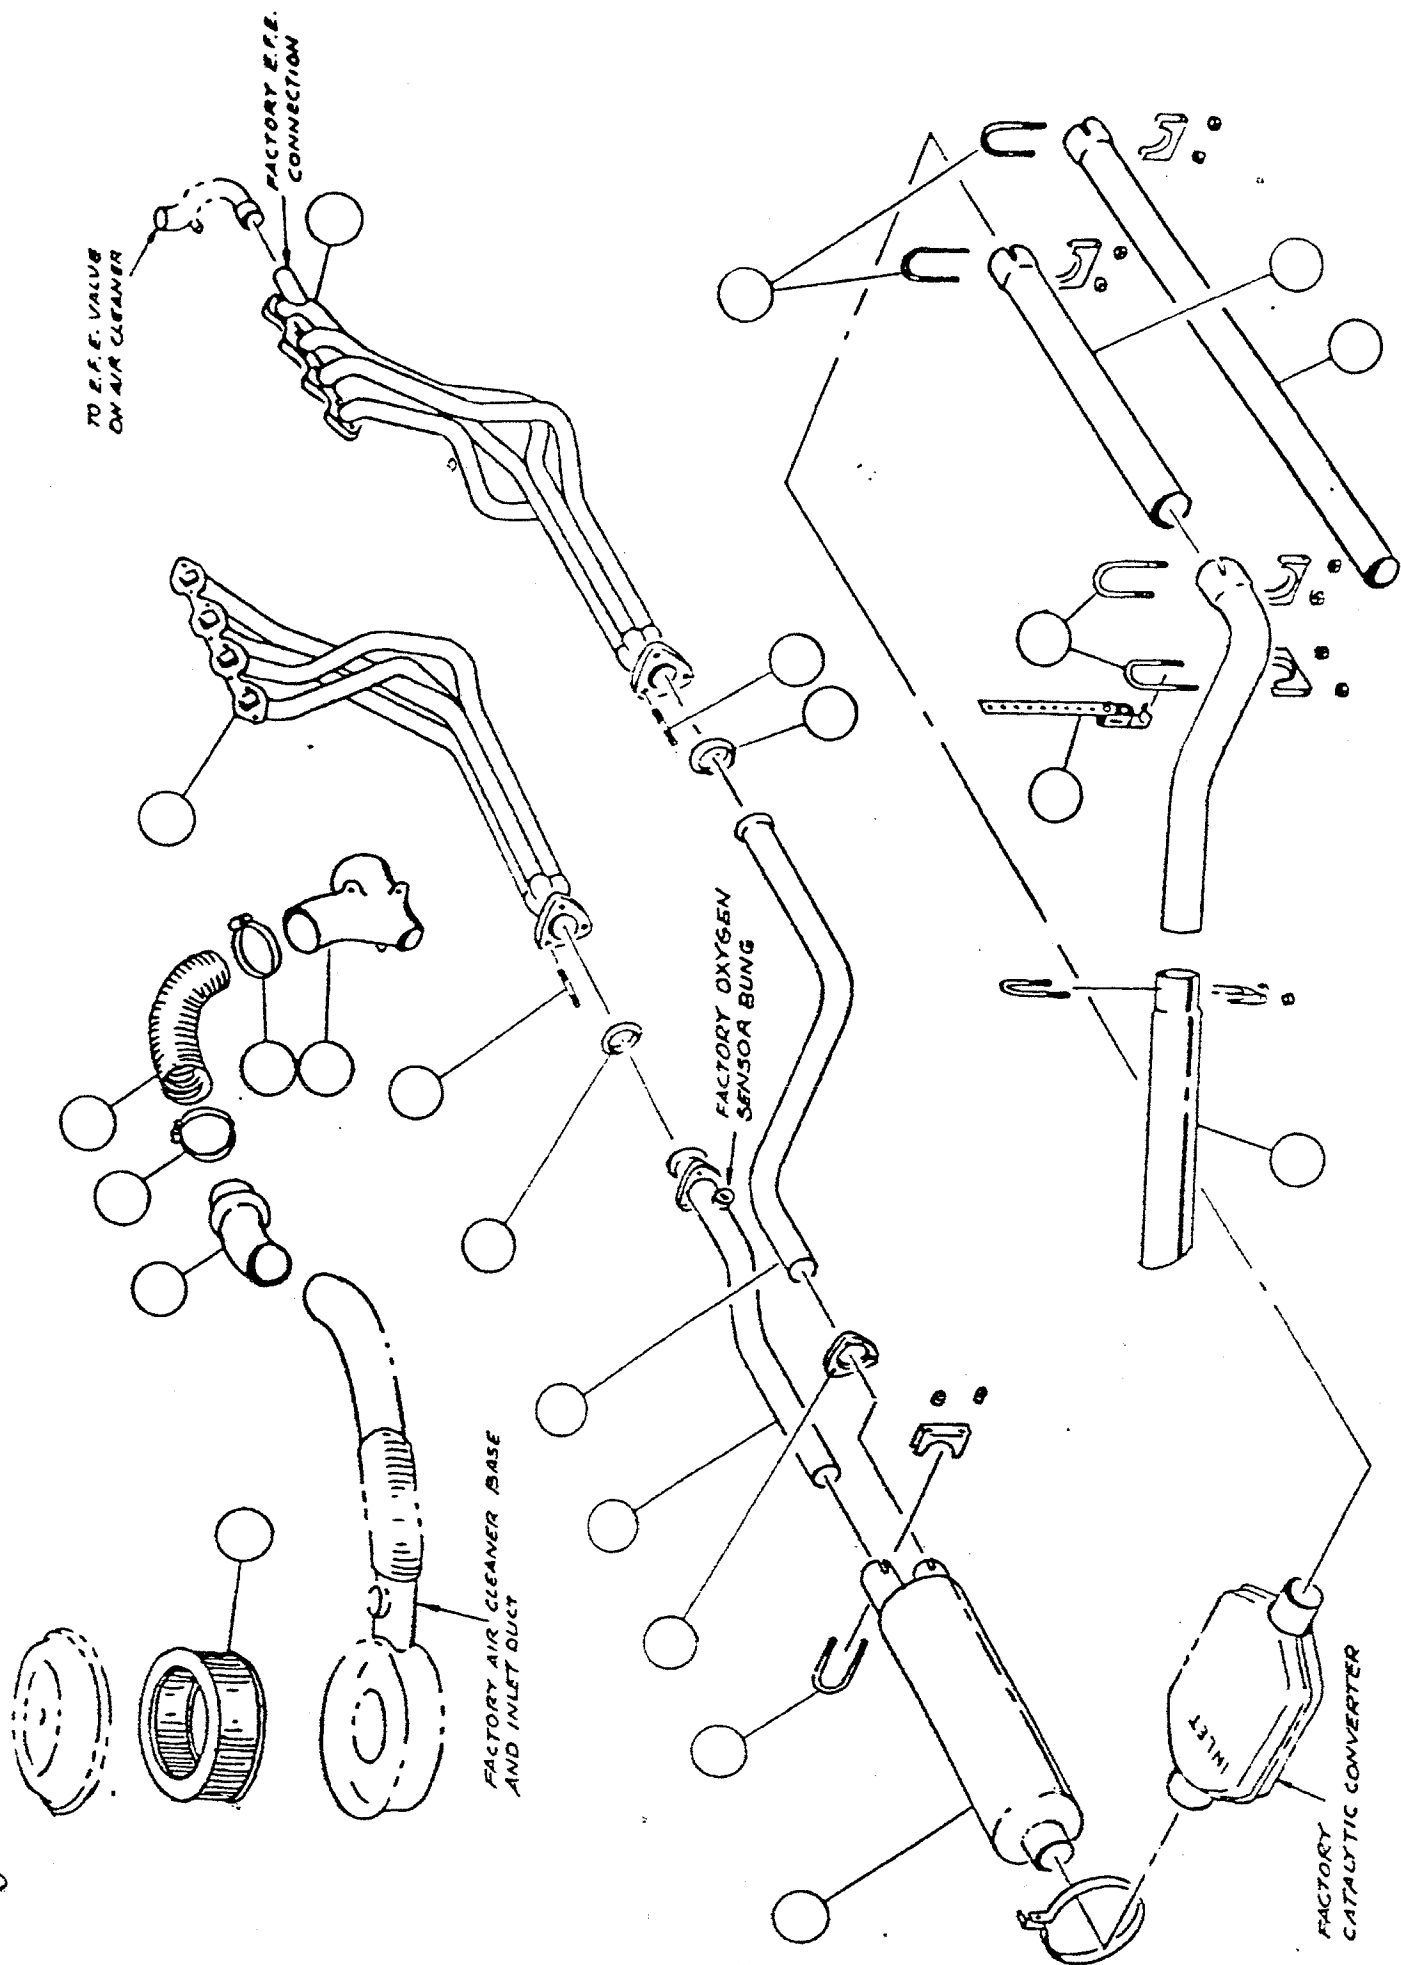 TO E.F.E. VALVE
ON AIR CLEANER
FACTORY E.F.E.
CONNECTION
FACTORY OXYGEN
SENSOR BUNG
FACTORY AIR CLEANER BASE
AND INLET DUCT
INLET
FACTORY
CATALYTIC CONVERTER